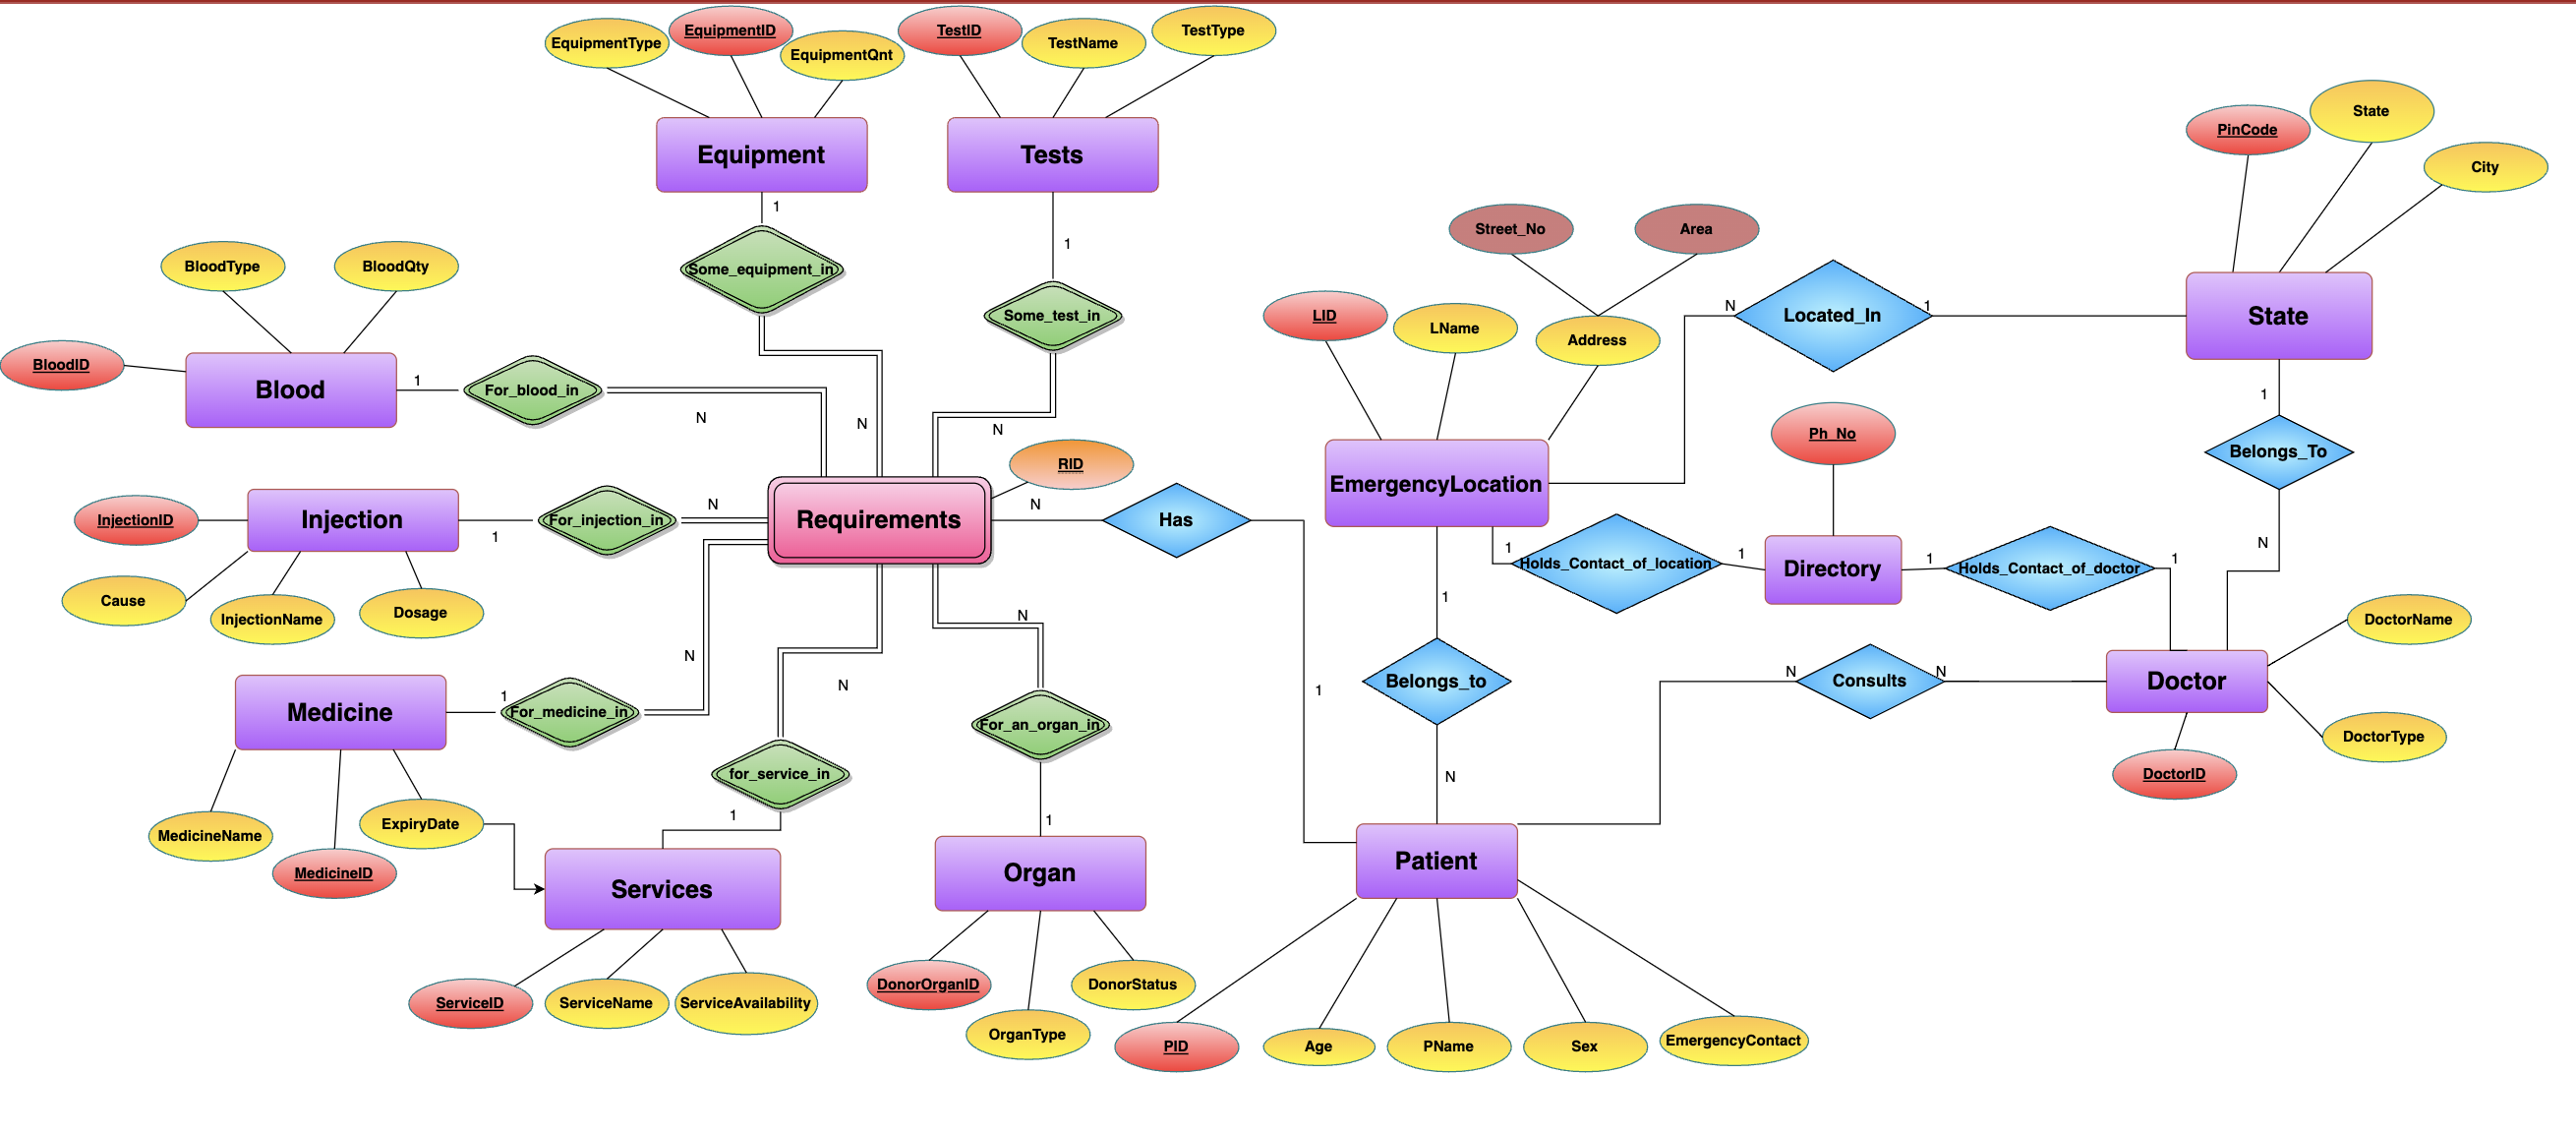 EquipmentType
EquipmentID
EquipmentQnt
TestID
TestName
TestType
Equipment
Tests
1
Some_equipment_in
1
Some_test_in
BloodType
BloodQty
BloodID
Blood
1
For_blood_in
N
N
N
RID
InjectionID
Injection
1
For_injection_in
N
Requirements
N
Has
1
Cause
InjectionName
Dosage
Medicine
1
For_medicine_in
N
N
N
for_service_in
1
For_an_organ_in
1
MedicineName
MedicineID
ExpiryDate
Services
ServiceID
ServiceName
ServiceAvailability
Organ
DonorOrganID
OrganType
DonorStatus
PinCode
State
City
State
Street_No
Area
LID
LName
Address
N
Located_In
1
EmergencyLocation
1
Belongs_To
N
Ph_No
1
Holds_Contact_of_location
1
Directory
1
Holds_Contact_of_doctor
1
1
Belongs_to
N
N
Consults
N
Doctor
DoctorName
DoctorType
DoctorID
Patient
PID
Age
PName
Sex
EmergencyContact